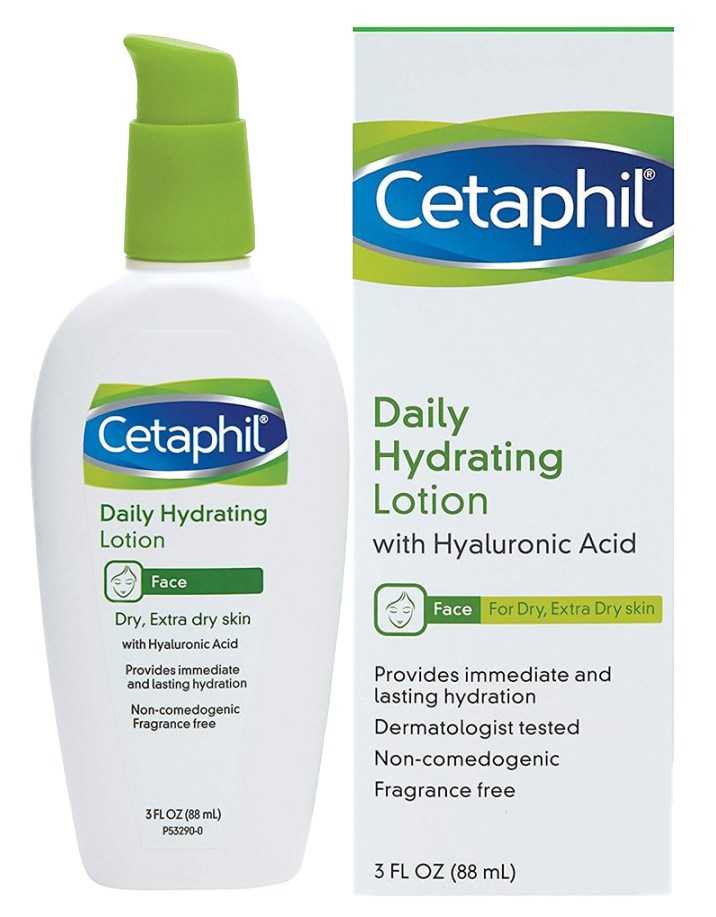 Cetaphil®
Daily Hydrating
Lotion
Face
Dry, Extra dry skin
with Hyaluronic Acid
Provides immediate
and lasting hydration
Non-comedogenic
Fragrance free
3 FL OZ (88 mL)
P53290-0
Cetaphil®
Daily
Hydrating
Lotion
with Hyaluronic Acid
Face For Dry, Extra Dry skin
Provides immediate and
lasting hydration
Dermatologist tested
Non-comedogenic
Fragrance free
3 FL OZ (88 mL)